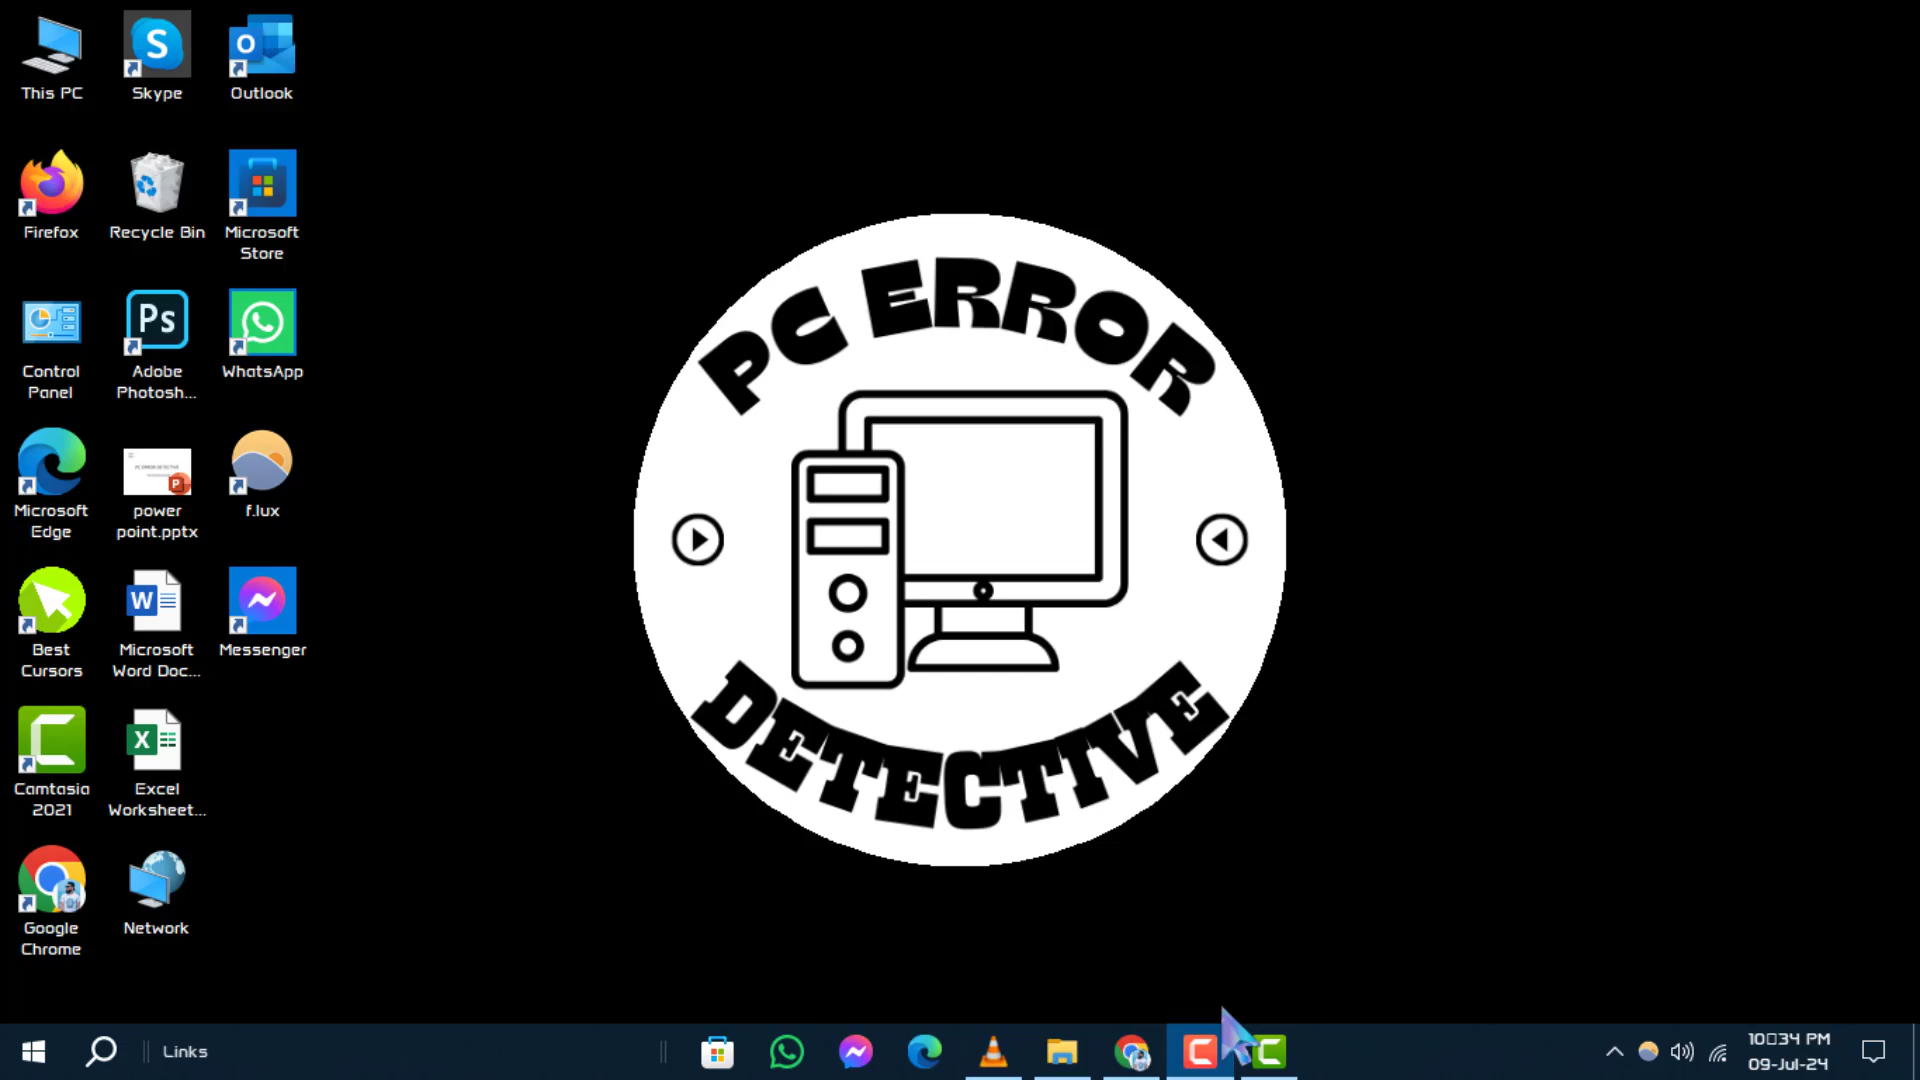 This PC
Skype
Outlook
Firefox
Recycle Bin
Microsoft
Store
Control
Panel
Adobe
Photosh...
WhatsApp
Microsoft
Edge
power
point.pptx
f.lux
Best
Cursors
Microsoft
Word Doc...
Messenger
Camtasia
2021
Excel
Worksheet...
Google
Chrome
Network
PC ERROR
DETECTIVE
Links
10▯34 PM
09-Jul-24